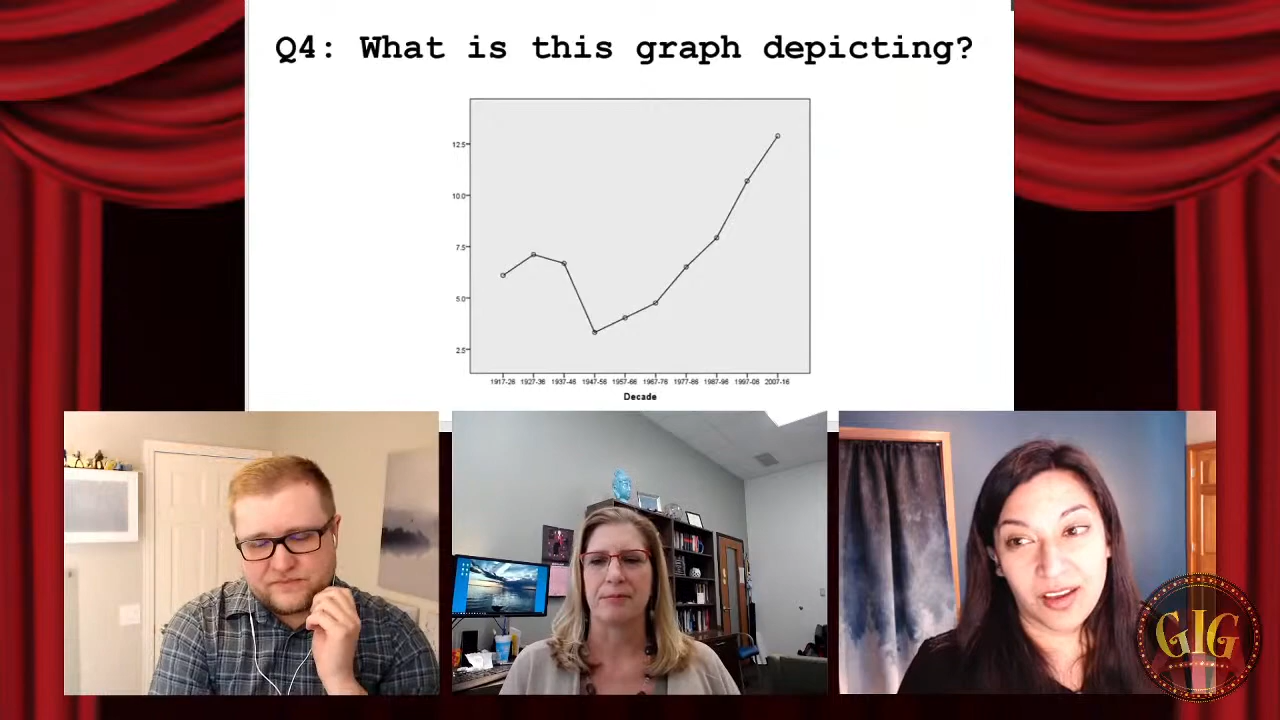 Q4: What is this graph depicting?
12.5
10.0
7.5
5.0
2.5
1917-26 1927-36 1937-46 1947-56 1957-66 1967-76 1977-86 1987-96 1997-06 2007-16
Decade
GIG